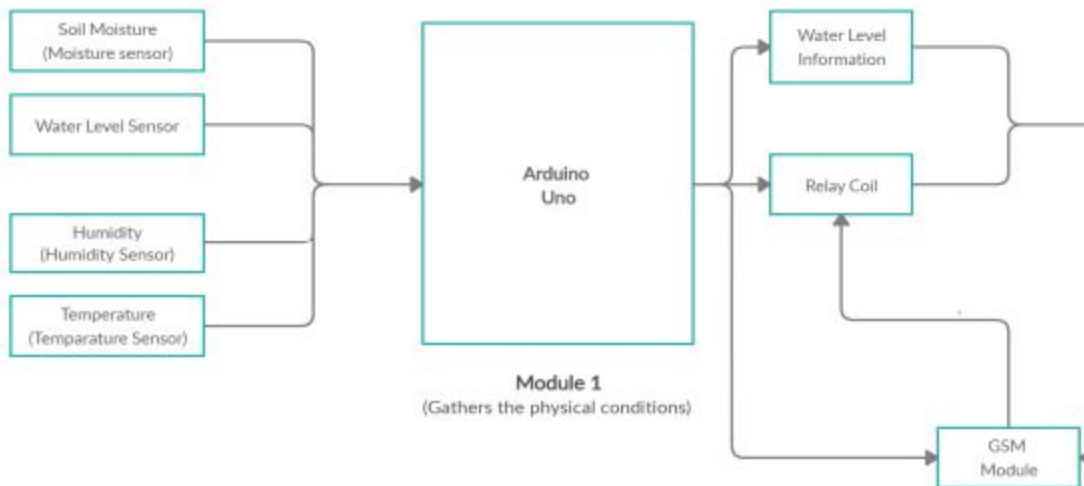 Soil Moisture
(Moisture sensor)
Water Level Sensor
Humidity
(Humidity Sensor)
Temperature
(Temparature Sensor)
Arduino
Uno
Module 1
(Gathers the physical conditions)
Water Level
Information
Relay Coil
GSM
Module